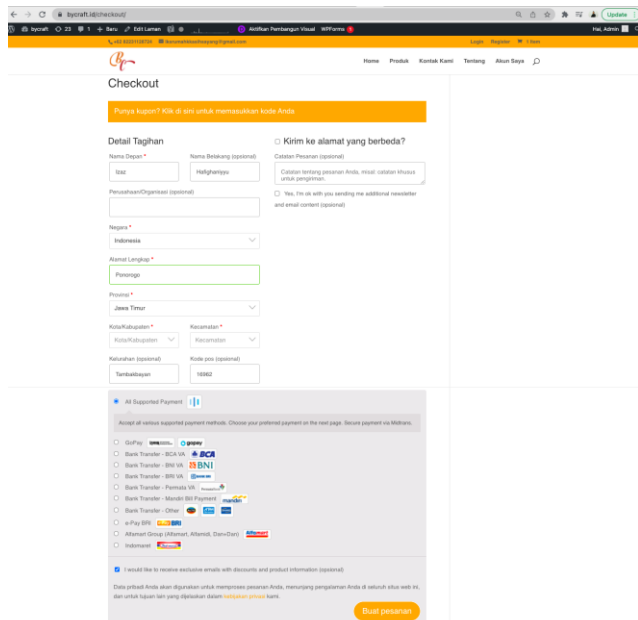 bycraft.id/checkout/
Update
bycraft 23 1 + Baru Edit Laman
Aktifkan Pembangun Visual WPForms
Hai, Admin
Login Register 1 Item
Home Produk Kontak Kami Tentang Akun Saya
Checkout
Punya kupon? Klik di sini untuk memasukkan kode Anda
Detail Tagihan
Kirim ke alamat yang berbeda?
Nama Depan * Nama Belakang (opsional)
Catatan Pesanan (opsional)
Izaz
Catatan tentang pesanan Anda, misal: catatan khusus
untuk pengiriman.
Perusahaan/Organisasi (opsional)
Yes, I'm ok with you sending me additional newsletter
and email content (opsional)
Negara *
Indonesia
Alamat Lengkap *
Ponorogo
Provinsi *
Jawa Timur
Kota/Kabupaten * Kecamatan *
Kota/Kabupaten Kecamatan
Kelurahan (opsional) Kode pos (opsional)
All Supported Payment
Accept all various supported payment methods. Choose your preferred payment on the next page. Secure payment via Midtrans.
GoPay gopay
Bank Transfer - BCA VA BCA
Bank Transfer - BNI VA BNI
Bank Transfer - BRI VA
Bank Transfer - Permata VA
Bank Transfer - Mandiri Bill Payment mandiri
Bank Transfer - Other
e-Pay BRI BRI
Alfamart Group (Alfamart, Alfamidi, Dan+Dan) Alfamart
Indomaret
I would like to receive exclusive emails with discounts and product information (opsional)
Data pribadi Anda akan digunakan untuk memproses pesanan Anda, menunjang pengalaman Anda di seluruh situs web ini,
dan untuk tujuan lain yang dijelaskan dalam kebijakan privasi kami.
Buat pesanan